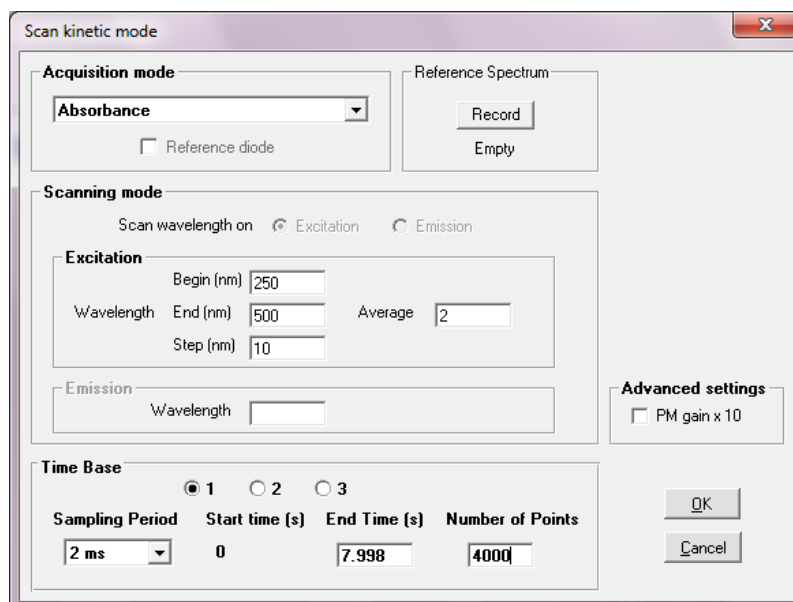 Scan kinetic mode
Acquisition mode
Absorbance
Reference diode
Reference Spectrum
Record
Empty
Scanning mode
Scan wavelength on Excitation Emission
Excitation
Begin (nm) 250
Wavelength End (nm) 500 Average 2
Step (nm) 10
Emission
Wavelength
Advanced settings
PM gain x 10
Time Base
1 2 3
Sampling Period Start time (s) End Time (s) Number of Points
2 ms 0 7.998 4000
OK
Cancel